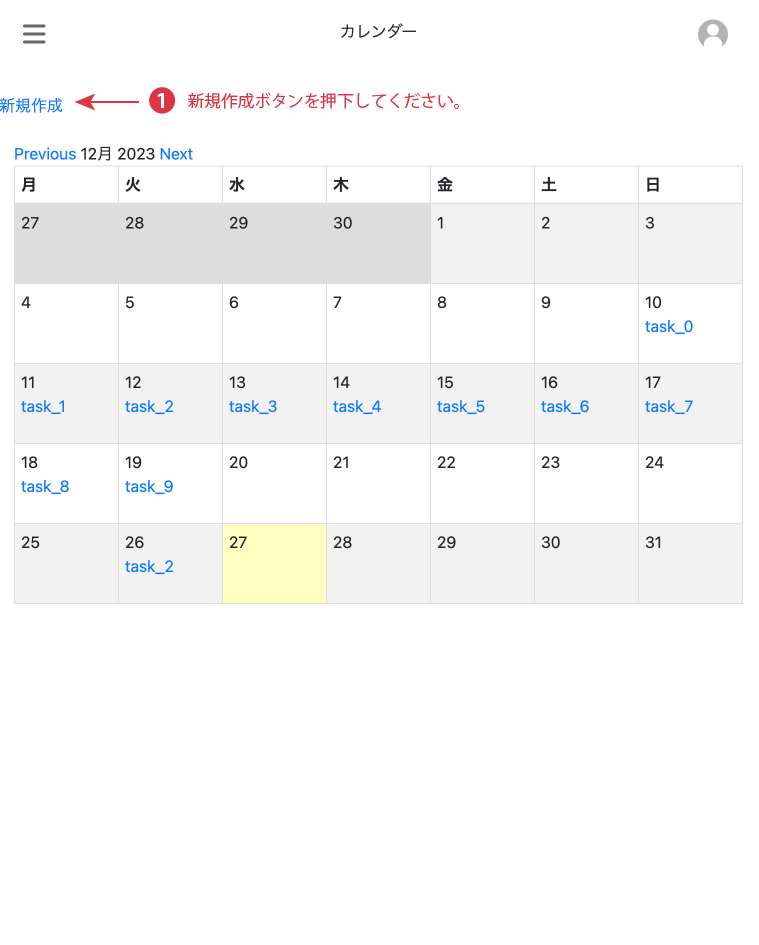 カレンダー
新規作成 1 新規作成ボタンを押下してください。
Previous 12月 2023 Next
月 火 水 木 金 土 日
27 28 29 30 1 2 3
4 5 6 7 8 9 10
task_0
11 12 13 14 15 16 17
task_1 task_2 task_3 task_4 task_5 task_6 task_7
18 19 20 21 22 23 24
task_8 task_9
25 26 27 28 29 30 31
task_2